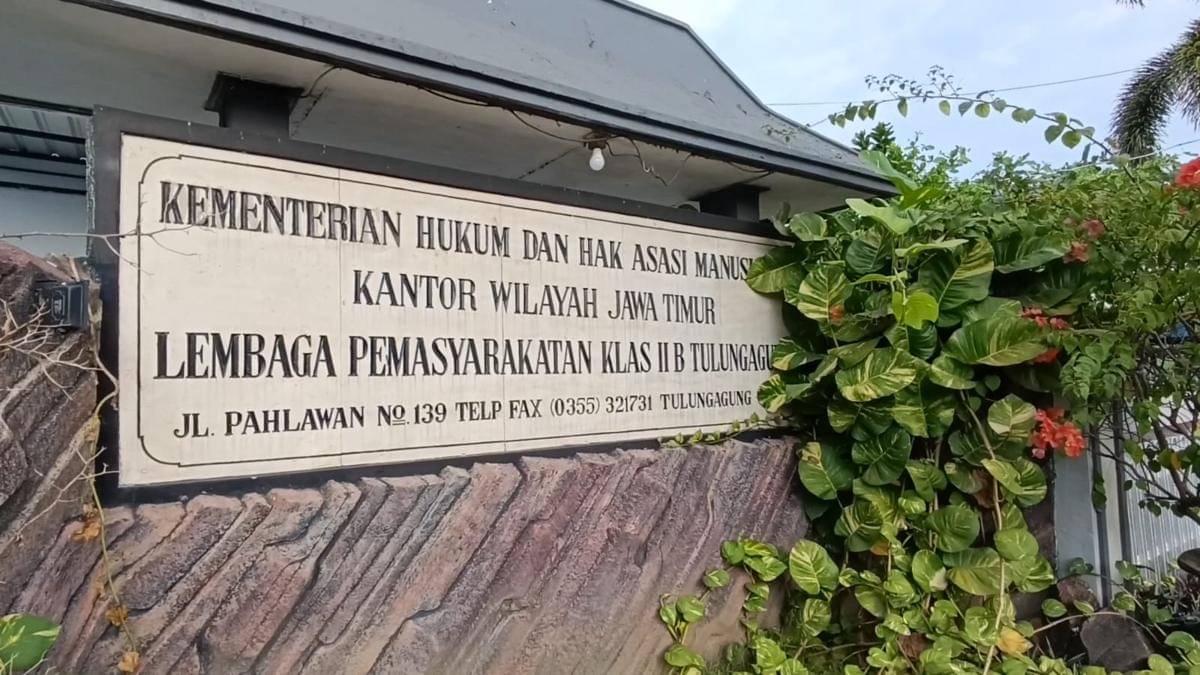 KEMENTERIAN HUKUM DAN HAK ASASI MANUSI
KANTOR WILAYAH JAWA TIMUR
LEMBAGA PEMASYARAKATAN KLAS II B TULUNGAGU
JL. PAHLAWAN No. 139 TELP FAX (0355) 321731 TULUNGAGUNG